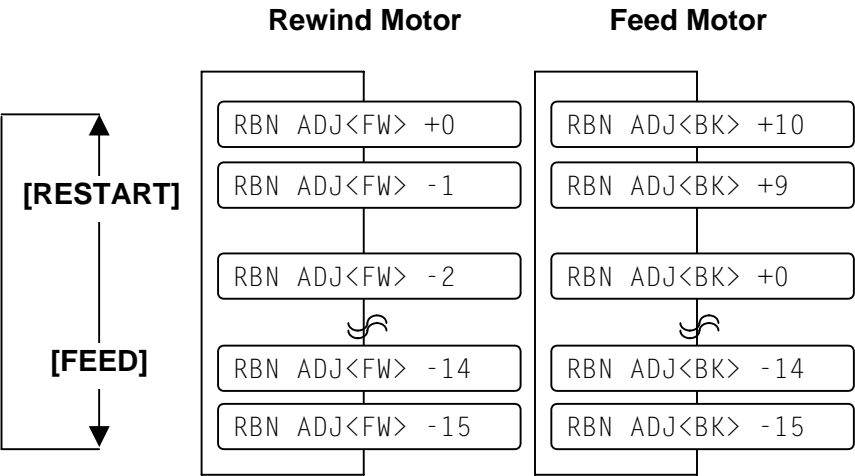 Rewind Motor Feed Motor
RBN ADJ<FW> +0 RBN ADJ<BK> +10
[RESTART] RBN ADJ<FW> -1 RBN ADJ<BK> +9
RBN ADJ<FW> -2 RBN ADJ<BK> +0
[FEED] RBN ADJ<FW> -14 RBN ADJ<BK> -14
RBN ADJ<FW> -15 RBN ADJ<BK> -15